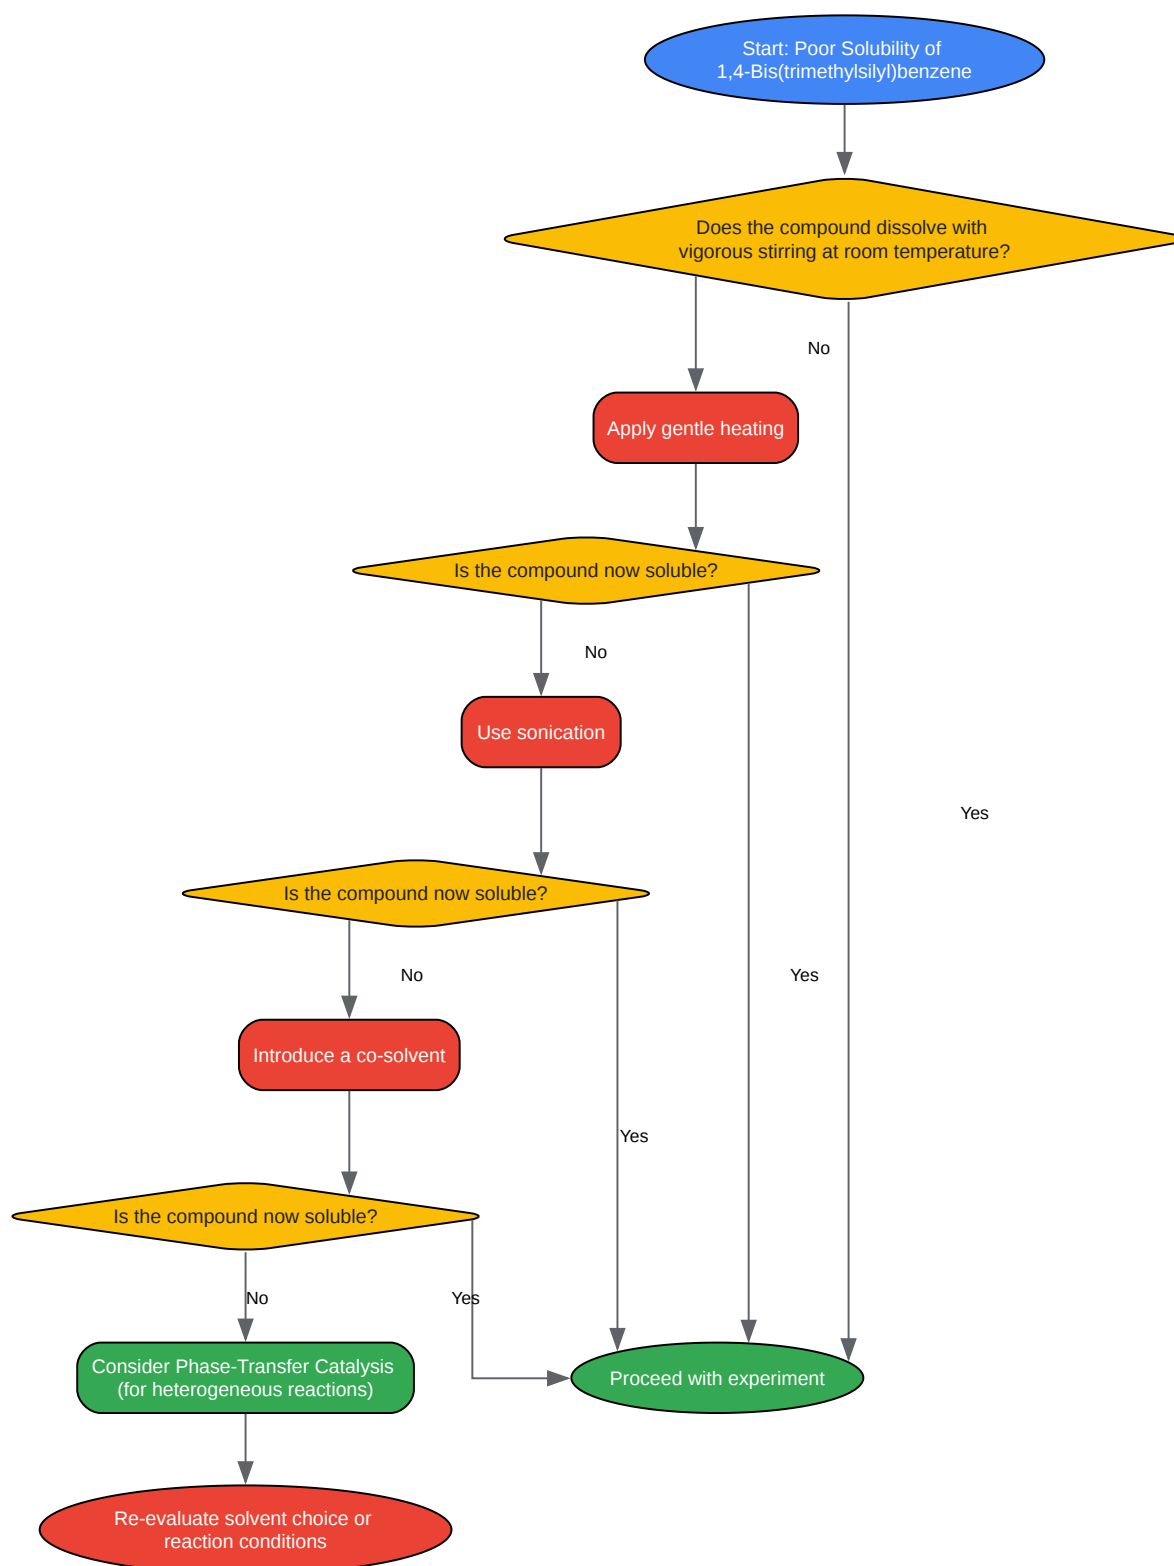 Start: Poor Solubility of
1,4-Bis(trimethylsilyl)benzene
Does the compound dissolve with
vigorous stirring at room temperature?
No
Apply gentle heating
Is the compound now soluble?
No
Use sonication
Yes
Is the compound now soluble?
No
Yes
Introduce a co-solvent
Yes
Is the compound now soluble?
No
Yes
Consider Phase-Transfer Catalysis
(for heterogeneous reactions)
Proceed with experiment
Re-evaluate solvent choice or
reaction conditions